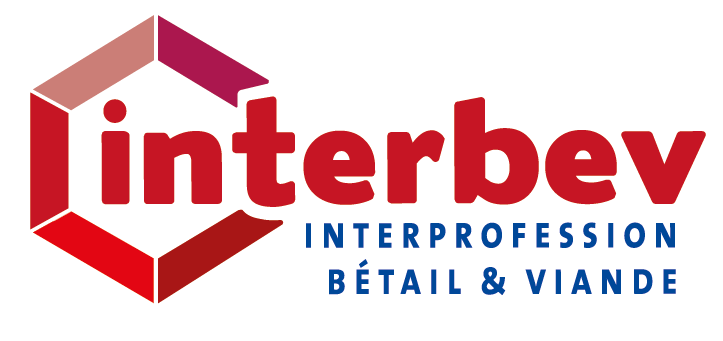 interbev
INTERPROFESSION
BÉTAIL & VIANDE